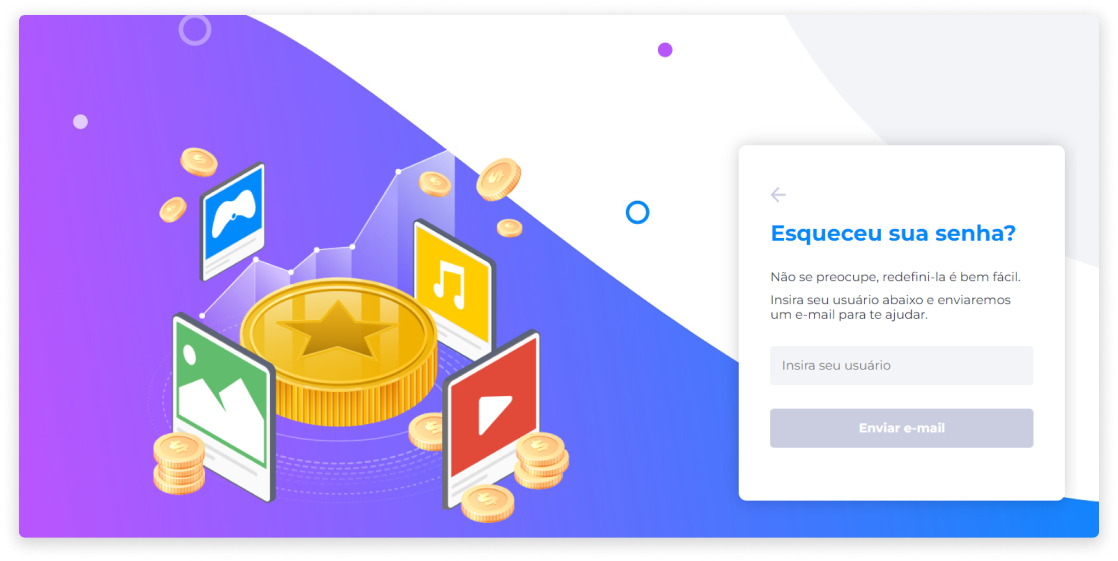 Esqueceu sua senha?
Não se preocupe, redefini-la é bem fácil.
Insira seu usuário abaixo e enviaremos
um e-mail para te ajudar.
Insira seu usuário
Enviar e-mail